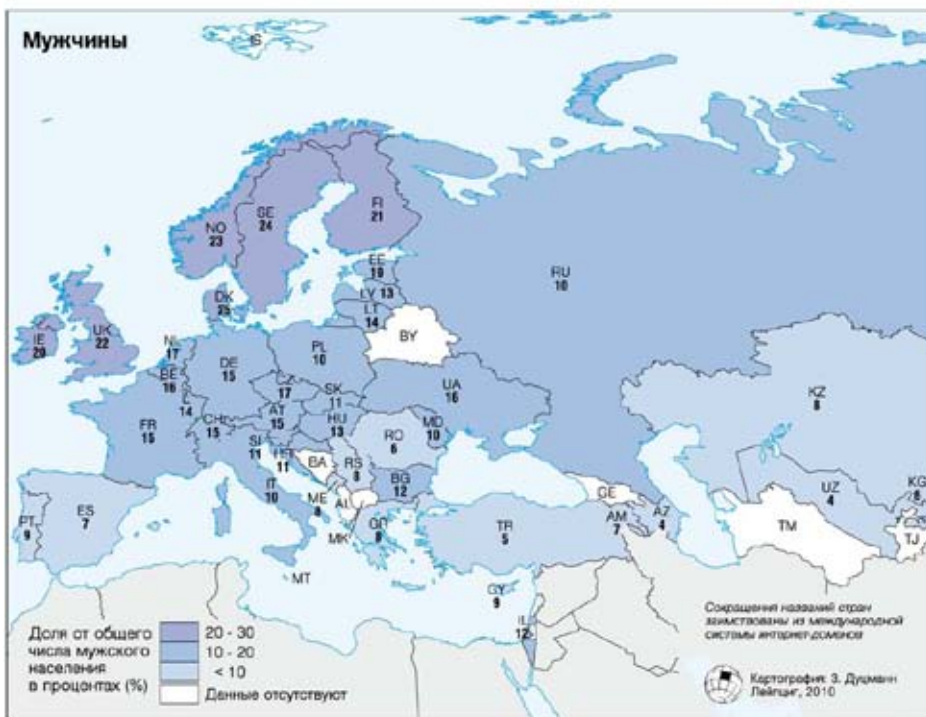 Мужчины
IS
NO
23
SE
24
FI
21
EE
19
LY 13
LT
14
RU
10
DK
25
IE
20
UK
22
NL
17
BE
16
L
14
DE
15
PL
10
BY
CZ
17
SK
11
UA
16
KZ
8
FR
15
CH
15
AT
15
HU
13
MD
10
RO
6
SI
11
HR
11
BA
RS
8
BG
12
IT
10
ME
8
AL
MK
GR
8
PT
9
ES
7
MT
TR
5
GE
AM
7
AZ
4
UZ
4
KG
6
TM
TJ
CY
9
IL
12
Доля от общего
числа мужского
населения
в процентах (%)
20 - 30
10 - 20
< 10
Данные отсутствуют
Сокращения названий стран
заимствованы из международной
системы интернет-доменов
Картография: З. Дуцманн
Лейпциг, 2010